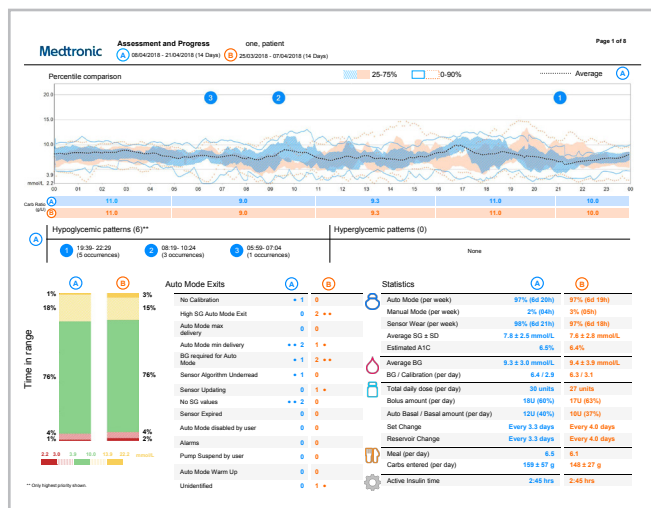 Medtronic
Assessment and Progress one, patient
Page 1 of 8
A 08/04/2018 - 21/04/2018 (14 Days) B 25/03/2018 - 07/04/2018 (14 Days)
Percentile comparison 25-75% 0-90% Average A
20.0
15.0
10.0
3.9
mmol/L 2.2
3 2 1
00 01 02 03 04 05 06 07 08 09 10 11 12 13 14 15 16 17 18 19 20 21 22 23 00
Carb Ratio (g/U)
A 11.0 9.0 9.3 11.0 10.0
B 11.0 9.0 9.3 11.0 10.0
A
Hypoglycemic patterns (6)** Hyperglycemic patterns (0)
1 19:39- 22:29 (5 occurrences)
2 08:19- 10:24 (3 occurrences)
3 05:59- 07:04 (1 occurrences)
None
Time in range
A B
1% 3%
18% 15%
76% 76%
4% 4%
1% 2%
2.2 3.0 3.9 10.0 13.9 22.2
mmol/L
** Only highest priority shown.
Auto Mode Exits A B
No Calibration 1 0
High SG Auto Mode Exit 0 2
Auto Mode max delivery 0 0
Auto Mode min delivery 2 1
BG required for Auto Mode 1 2
Sensor Algorithm Underread 1 0
Sensor Updating 0 1
No SG values 2 0
Sensor Expired 0 0
Auto Mode disabled by user 0 0
Alarms 0 0
Pump Suspend by user 0 0
Auto Mode Warm Up 0 0
Unidentified 0 1
Statistics A B
Auto Mode (per week) 97% (6d 20h) 97% (6d 19h)
Manual Mode (per week) 2% (04h) 3% (05h)
Sensor Wear (per week) 98% (6d 21h) 97% (6d 18h)
Average SG ± SD 7.8 ± 2.5 mmol/L 7.6 ± 2.8 mmol/L
Estimated A1C 6.5% 6.4%
Average BG 9.3 ± 3.0 mmol/L 9.4 ± 3.9 mmol/L
BG / Calibration (per day) 6.4 / 2.9 6.3 / 3.1
Total daily dose (per day) 30 units 27 units
Bolus amount (per day) 18U (60%) 17U (63%)
Auto Basal / Basal amount (per day) 12U (40%) 10U (37%)
Set Change Every 3.3 days Every 4.0 days
Reservoir Change Every 3.3 days Every 4.0 days
Meal (per day) 6.5 6.1
Carbs entered (per day) 159 ± 57 g 148 ± 27 g
Active Insulin time 2:45 hrs 2:45 hrs